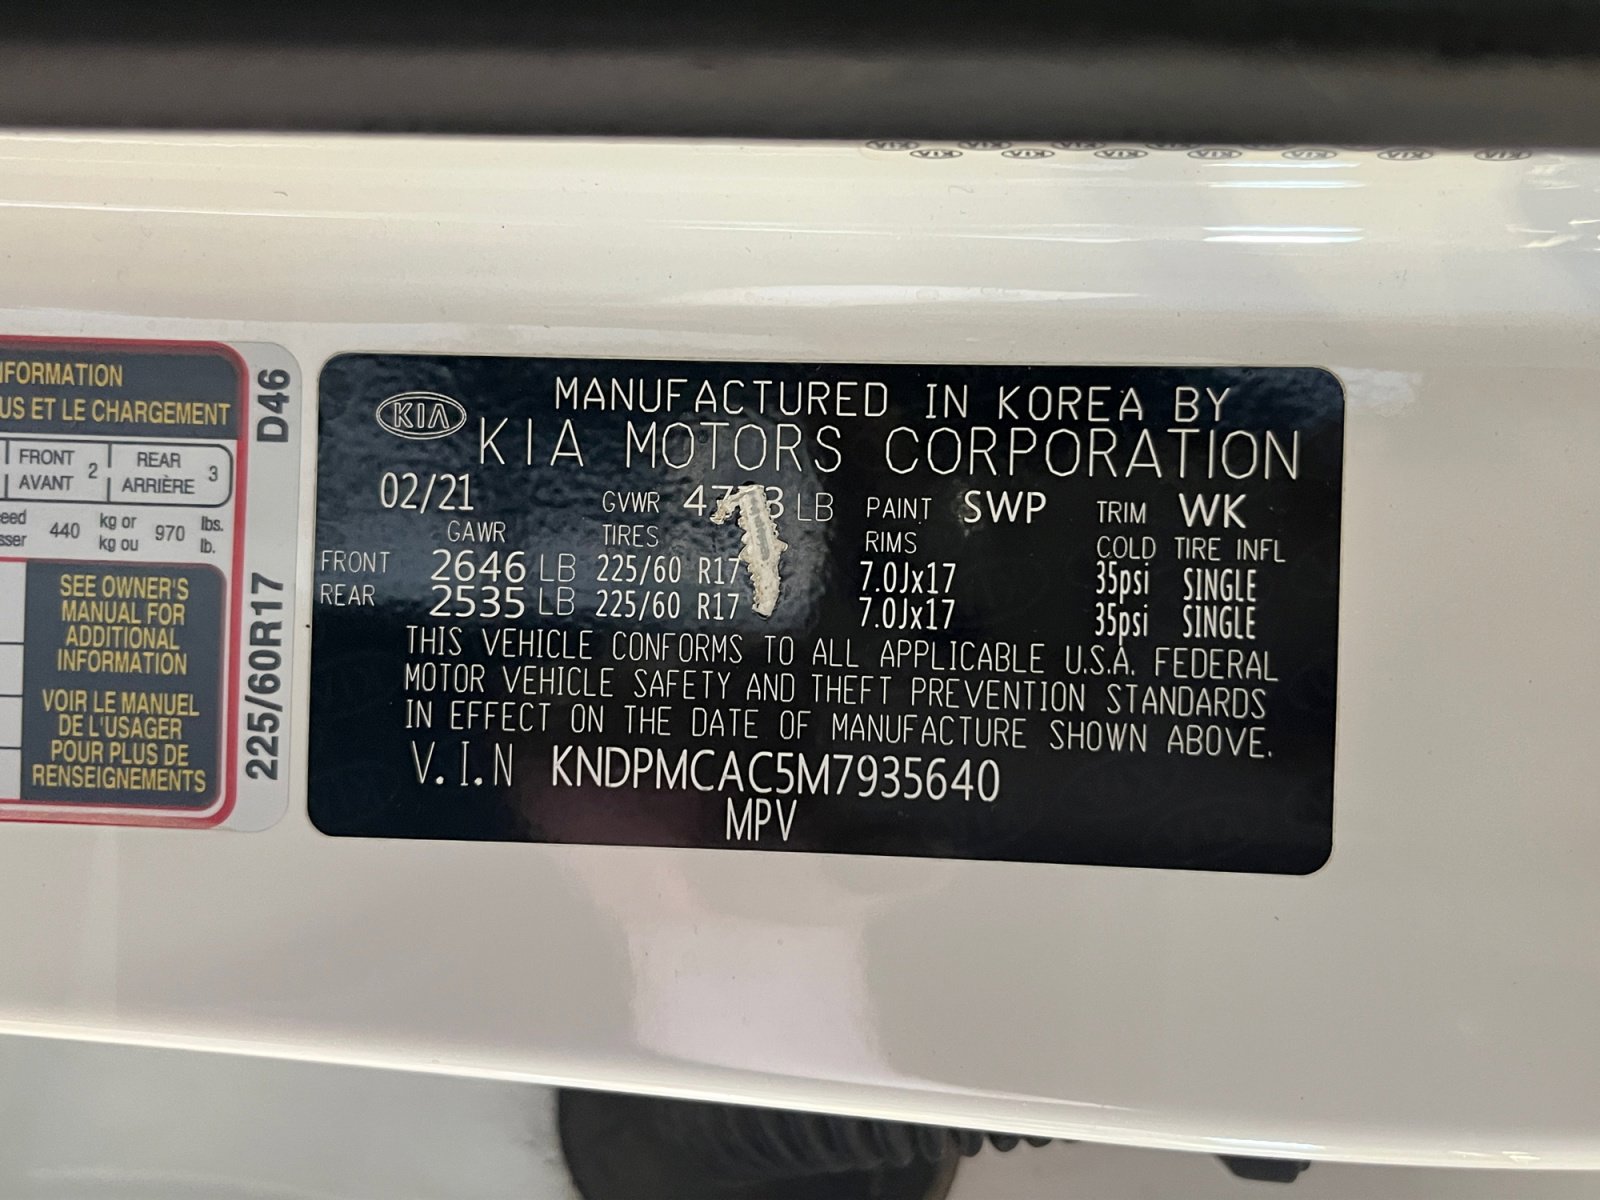 NFORMATION
US ET LE CHARGEMENT
FRONT AVANT 2 REAR ARRIÈRE 3
440 kg or kg ou 970 lbs. lb.
SEE OWNER'S
MANUAL FOR
ADDITIONAL
INFORMATION
VOIR LE MANUEL
DE L'USAGER
POUR PLUS DE
RENSEIGNEMENTS
D46
225/60R17
KIA
MANUFACTURED IN KOREA BY
KIA MOTORS CORPORATION
02/21 GVWR LB PAINT SWP TRIM WK
GAWR TIRES RIMS COLD TIRE INFL
FRONT 2646 LB 225/60 R17 7.0Jx17 35psi SINGLE
REAR 2535 LB 225/60 R17 7.0Jx17 35psi SINGLE
THIS VEHICLE CONFORMS TO ALL APPLICABLE U.S.A. FEDERAL
MOTOR VEHICLE SAFETY AND THEFT PREVENTION STANDARDS
IN EFFECT ON THE DATE OF MANUFACTURE SHOWN ABOVE.
V.I.N KNDPMCAC5M7935640
MPV